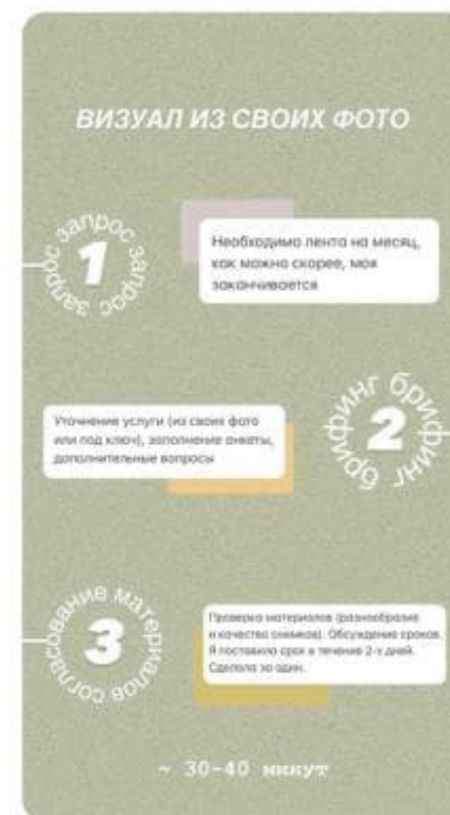 ВИЗУАЛ ИЗ СВОИХ ФОТО
запрос запрос запрос
1
Необходима лента на месяц,
как можно скорее, моя
заканчивается
Уточнение услуги (из своих фото
или под ключ), заполнение анкеты,
дополнительные вопросы
брифинг брифинг
2
согласование материалов
3
Проверка материалов (разнообразие
и качество снимков). Обсуждение сроков.
Я поставила срок в течение 2-х дней.
Сделала за один.
~ 30-40 минут